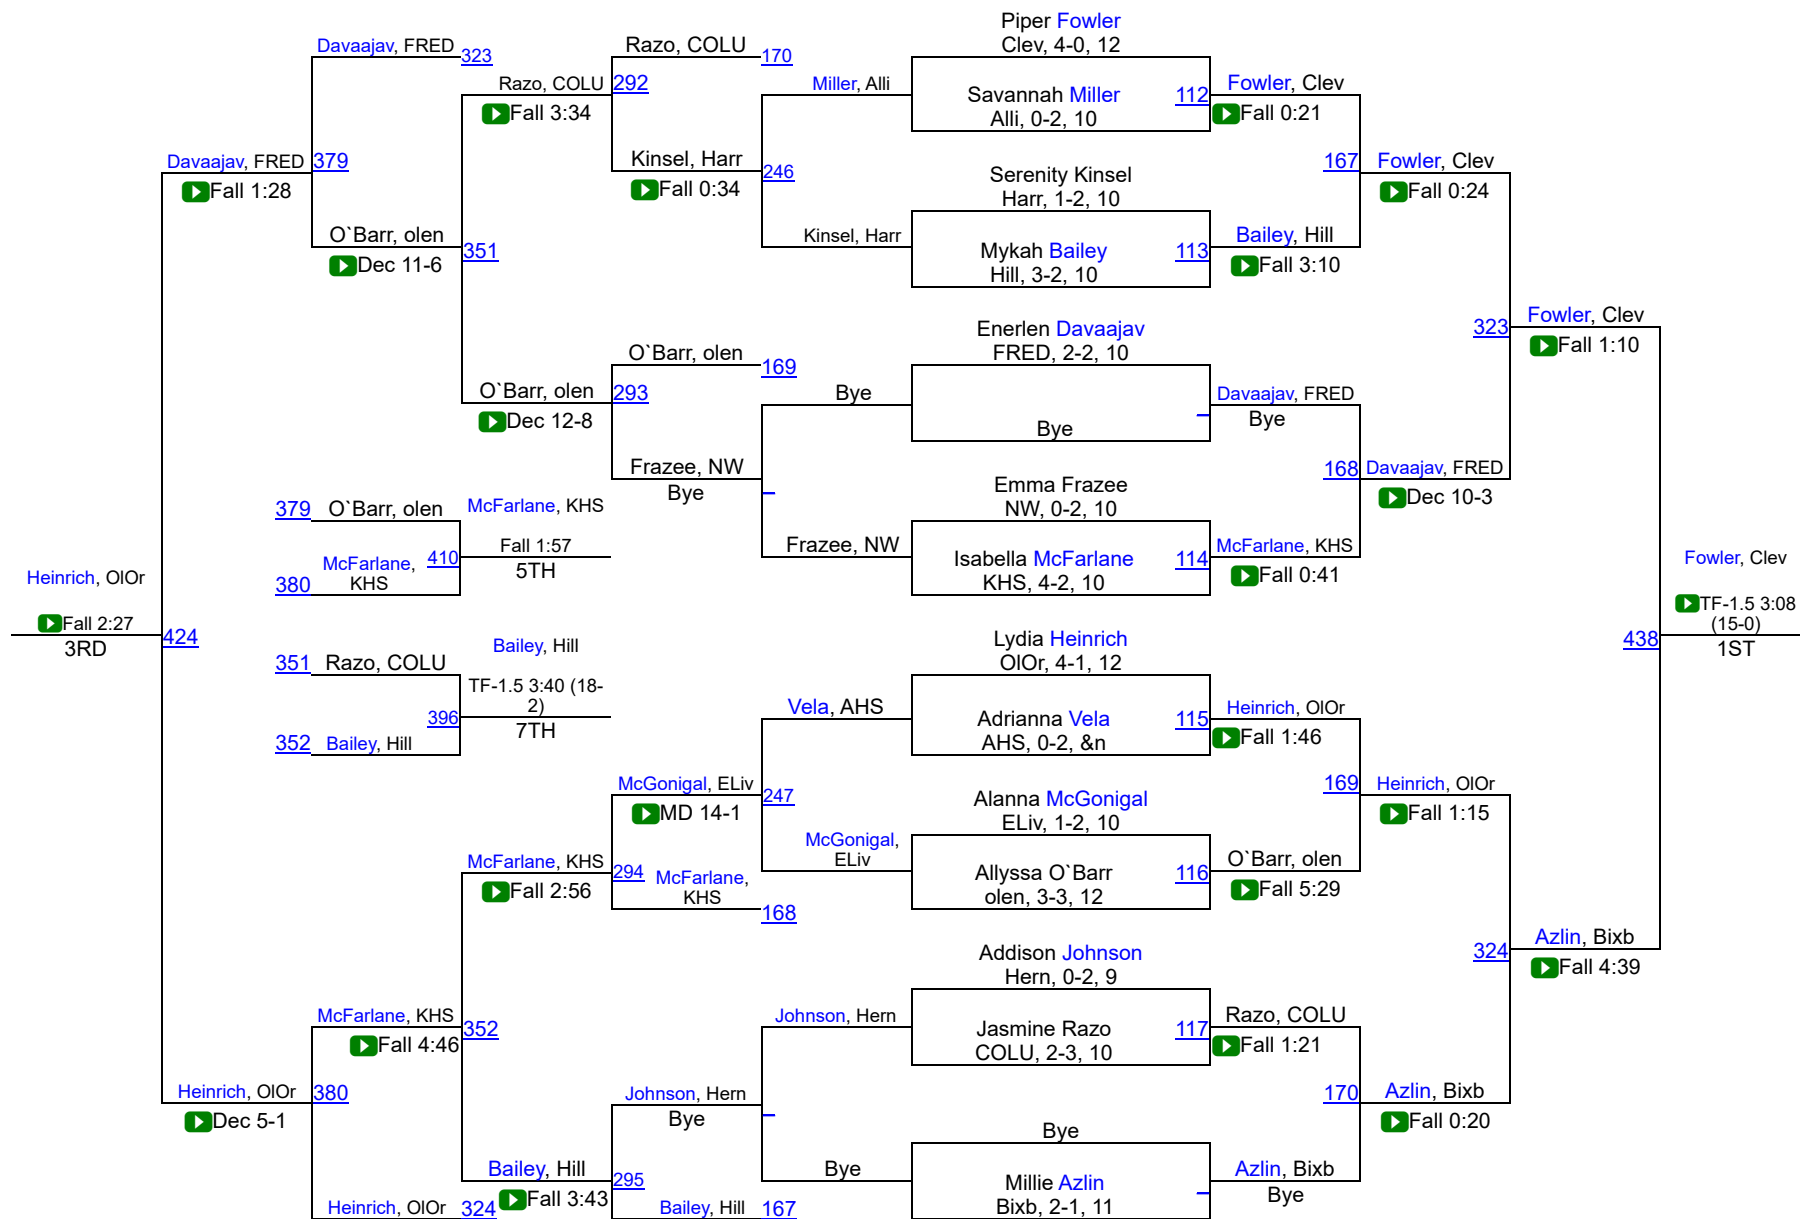 Piper Fowler
Clev, 4-0, 12
Davaajav, FRED
323
Razo, COLU
170
Razo, COLU
292
Fall 3:34
Miller, Alli
Savannah Miller
Alli, 0-2, 10
112
Fowler, Clev
Fall 0:21
Davaajav, FRED
379
Fall 1:28
Kinsel, Harr
Fall 0:34
246
Serenity Kinsel
Harr, 1-2, 10
167
Fowler, Clev
Fall 0:24
O`Barr, olen
Dec 11-6
351
Kinsel, Harr
Mykah Bailey
Hill, 3-2, 10
113
Bailey, Hill
Fall 3:10
Enerlen Davaajav
FRED, 2-2, 10
323
Fowler, Clev
Fall 1:10
O`Barr, olen
169
O`Barr, olen
293
Dec 12-8
Bye
Bye
Davaajav, FRED
Bye
Frazee, NW
Bye
Emma Frazee
NW, 0-2, 10
168
Davaajav, FRED
Dec 10-3
379
O`Barr, olen
McFarlane, KHS
Fall 1:57
410
5TH
McFarlane,
KHS
380
Frazee, NW
Isabella McFarlane
KHS, 4-2, 10
114
McFarlane, KHS
Fall 0:41
Heinrich, OlOr
Fall 2:27
3RD
424
Fowler, Clev
TF-1.5 3:08
(15-0)
438
1ST
Lydia Heinrich
OlOr, 4-1, 12
351
Razo, COLU
Bailey, Hill
TF-1.5 3:40 (18-
2)
396
7TH
352
Bailey, Hill
Vela, AHS
Adrianna Vela
AHS, 0-2, &n
115
Heinrich, OlOr
Fall 1:46
McGonigal, ELiv
MD 14-1
247
Alanna McGonigal
ELiv, 1-2, 10
169
Heinrich, OlOr
Fall 1:15
McFarlane, KHS
Fall 2:56
294
McFarlane,
KHS
168
McGonigal,
ELiv
Allyssa O`Barr
olen, 3-3, 12
116
O`Barr, olen
Fall 5:29
Addison Johnson
Hern, 0-2, 9
324
Azlin, Bixb
Fall 4:39
McFarlane, KHS
Fall 4:46
352
Johnson, Hern
Jasmine Razo
COLU, 2-3, 10
117
Razo, COLU
Fall 1:21
Heinrich, OlOr
380
Dec 5-1
Johnson, Hern
Bye
Bye
170
Azlin, Bixb
Fall 0:20
Bailey, Hill
Fall 3:43
295
Bye
Millie Azlin
Bixb, 2-1, 11
Azlin, Bixb
Bye
Heinrich, OlOr
324
Bailey, Hill
167